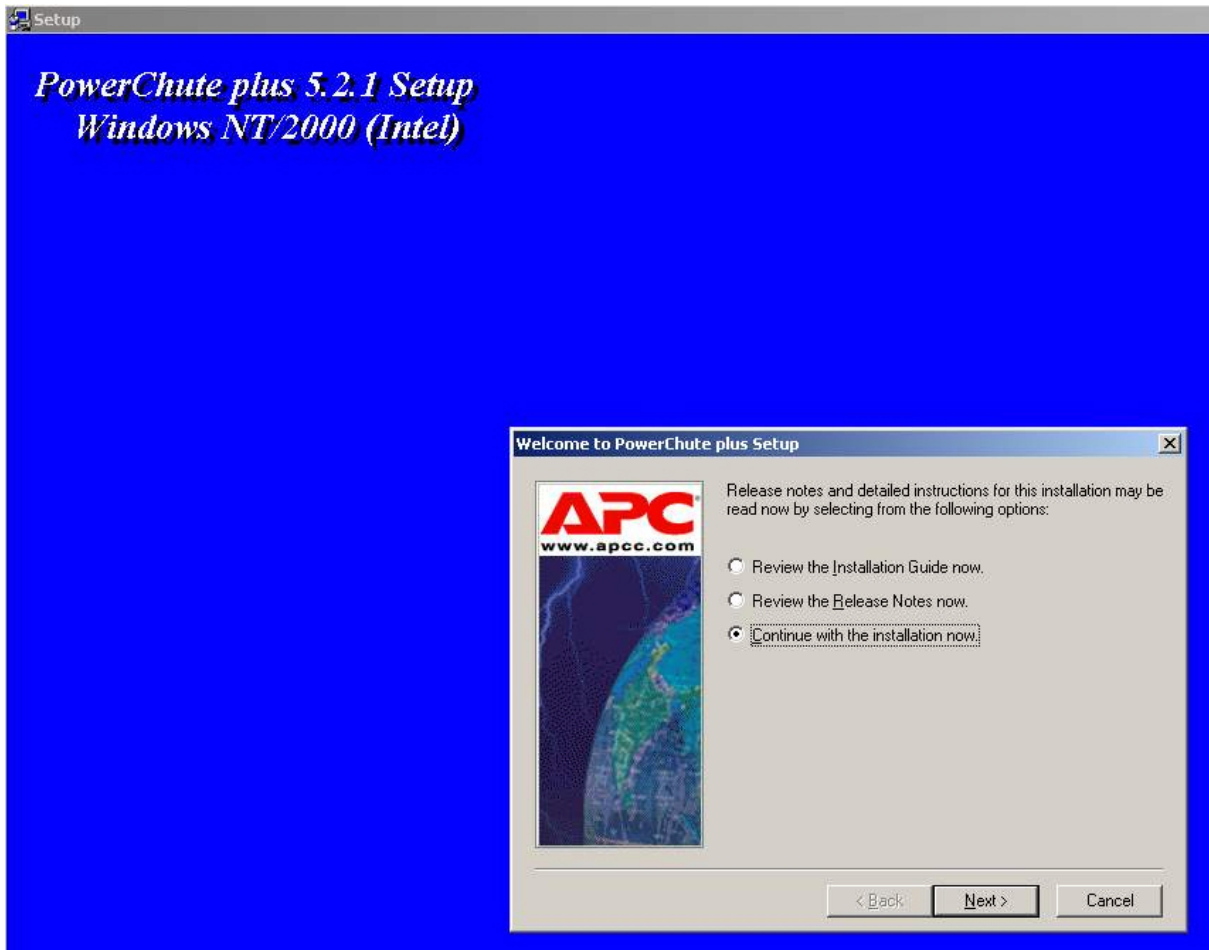 Setup
PowerChute plus 5.2.1 Setup
Windows NT/2000 (Intel)
Welcome to PowerChute plus Setup
APC
www.apcc.com
Release notes and detailed instructions for this installation may be
read now by selecting from the following options:
Review the Installation Guide now.
Review the Release Notes now.
Continue with the installation now.
< Back
Next >
Cancel